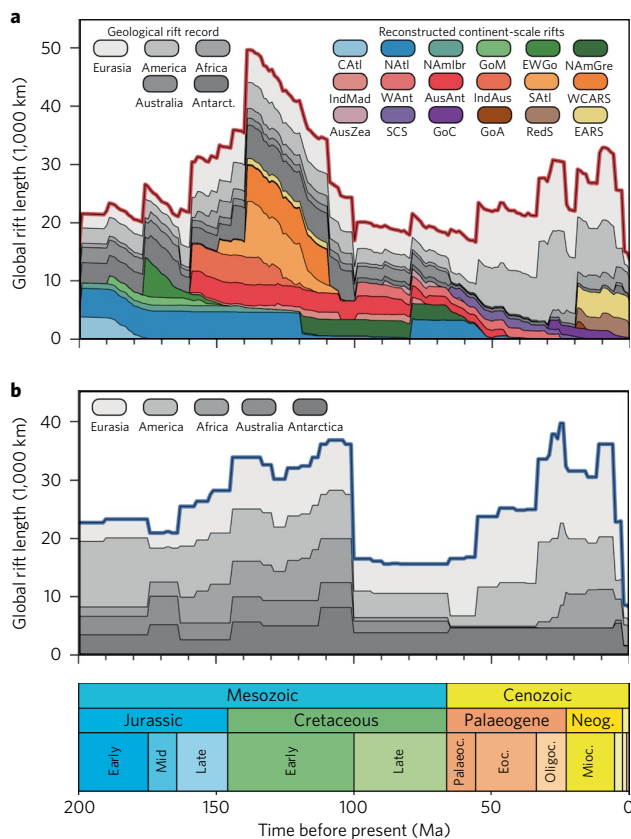 a
Geological rift record
Reconstructed continent-scale rifts
Eurasia America Africa
Australia Antarct.
CAtl NAtl NAmIbr GoM EWGo NAmGre
IndMad WAnt AusAnt IndAus SAtl WCARS
AusZea SCS GoC GoA RedS EARS
Global rift length (1,000 km)
50
40
30
20
10
0
b
Eurasia America Africa Australia Antarctica
Global rift length (1,000 km)
40
30
20
10
0
Mesozoic Cenozoic
Jurassic Cretaceous Palaeogene Neog.
Early Mid Late Early Late Palaeoc. Eoc. Oligoc. Mioc.
200 150 100 50 0
Time before present (Ma)